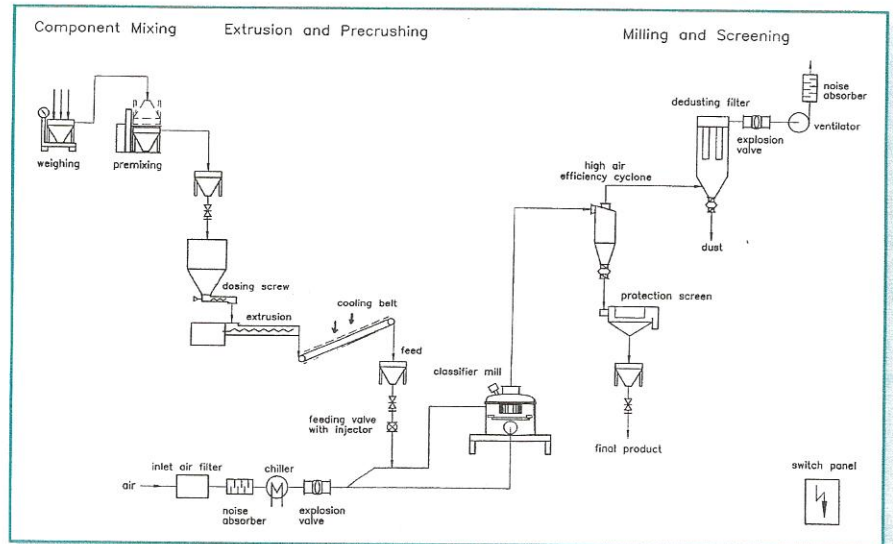 Component Mixing
Extrusion and Precrushing
Milling and Screening
noise
absorber
dedusting filter
ventilator
explosion
valve
weighing
premixing
high air
efficiency cyclone
dust
dosing screw
cooling belt
protection screen
extrusion
feed
classifier mill
feeding valve
with injector
final product
inlet air filter
chiller
switch panel
air
noise
absorber
explosion
valve